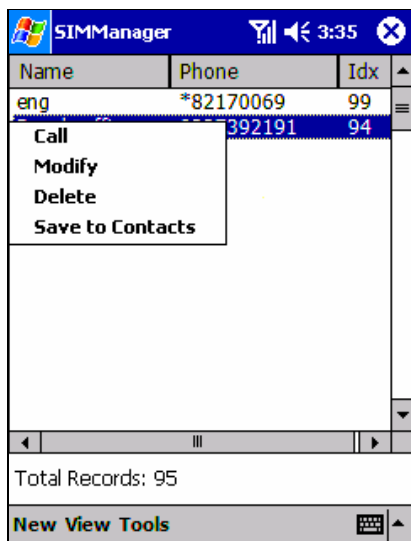 SIMManager 3:35
Name Phone Idx
eng *82170069 99
392191 94
Call
Modify
Delete
Save to Contacts
Total Records: 95
New View Tools